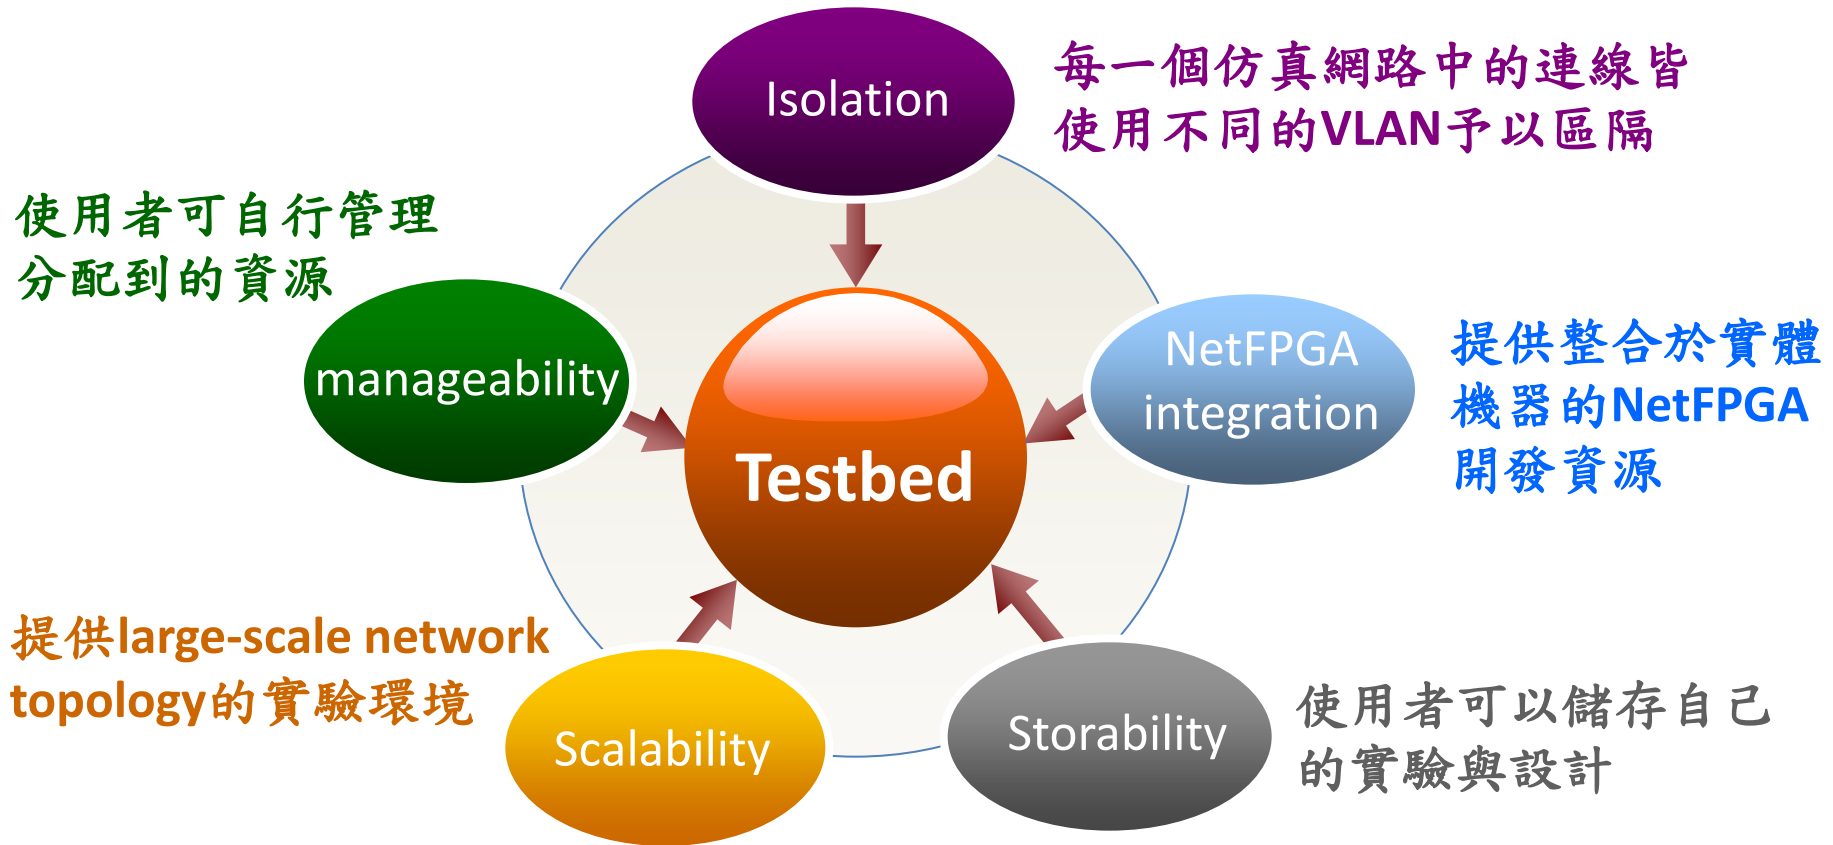 Isolation
每一個仿真網路中的連線皆
使用不同的VLAN予以區隔
使用者可自行管理
分配到的資源
manageability
NetFPGA
integration
提供整合於實體
機器的NetFPGA
開發資源
Testbed
提供large-scale network
topology的實驗環境
Scalability
Storability
使用者可以儲存自己
的實驗與設計